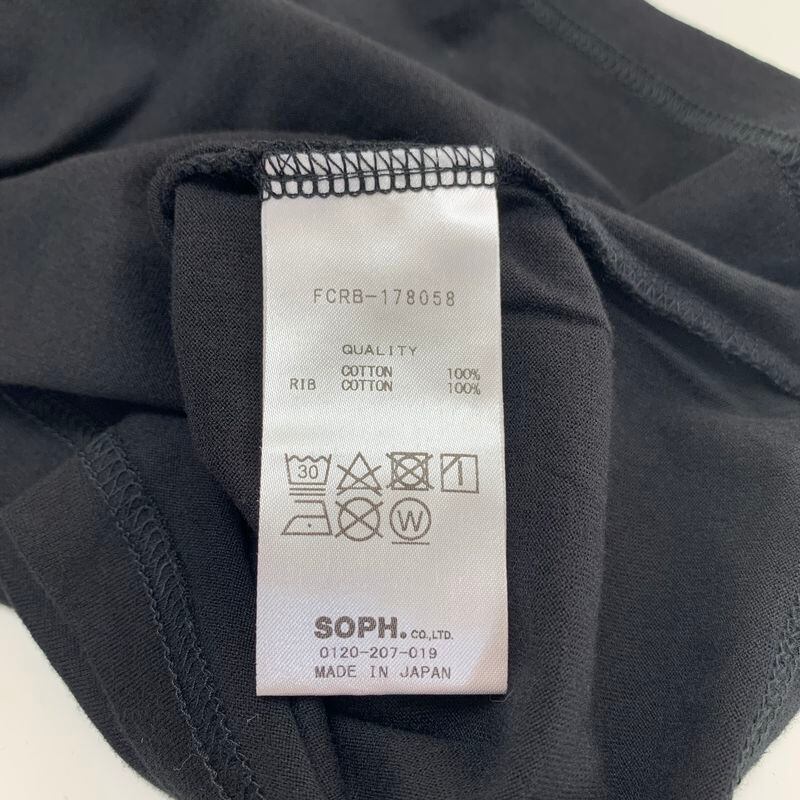 FCRB-178058
QUALITY
COTTON 100%
RIB COTTON 100%
30
W
SOPH. CO.,LTD.
0120-207-019
MADE IN JAPAN